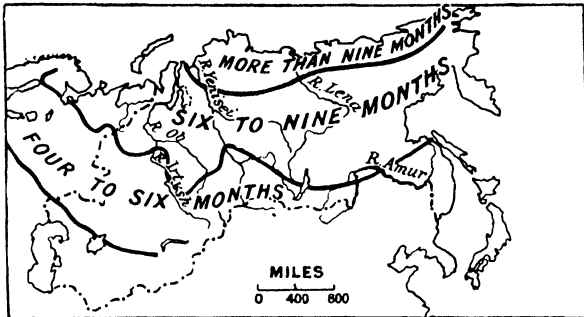 MORE THAN NINE MONTHS
R. Yenisei
R. Lena
SIX TO NINE MONTHS
R. Ob
R. Irtish
FOUR TO SIX MONTHS
R. Amur
MILES
0 400 800